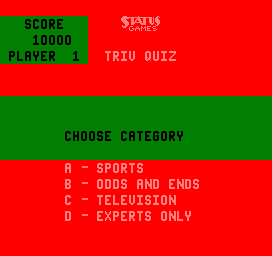 SCORE
10000
PLAYER 1
STATUS
GAMES
TRIV QUIZ
CHOOSE CATEGORY
A - SPORTS
B - ODDS AND ENDS
C - TELEVISION
D - EXPERTS ONLY